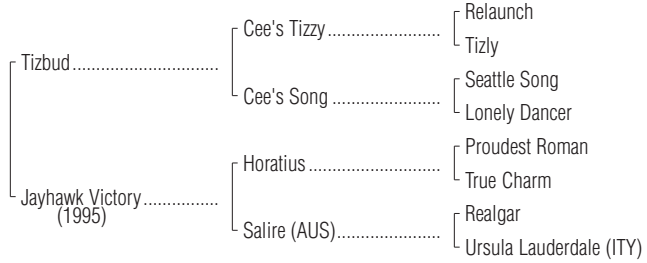 Relaunch
Cee's Tizzy
Tizly
Tizbud
Seattle Song
Cee's Song
Lonely Dancer
Proudest Roman
Horatius
True Charm
Jayhawk Victory
(1995)
Realgar
Salire (AUS)
Ursula Lauderdale (ITY)